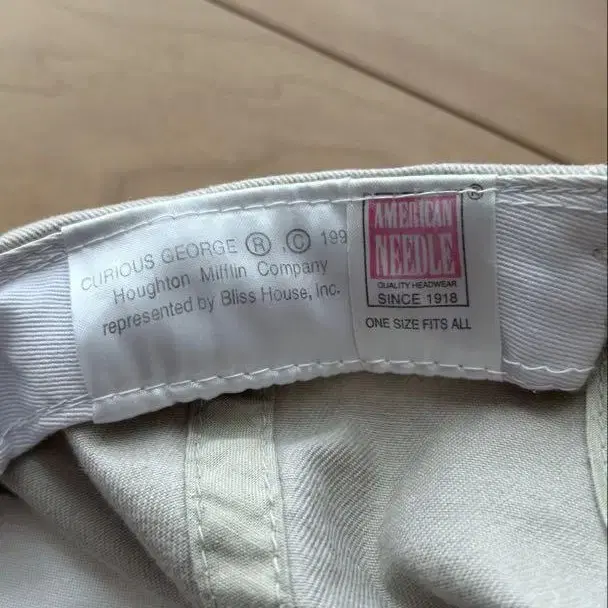 CURIOUS GEORGE ® , © 199
Houghton Mifflin Company
represented by Bliss House, Inc.
AMERICAN
NEEDLE
®
QUALITY HEADWEAR
SINCE 1918
ONE SIZE FITS ALL